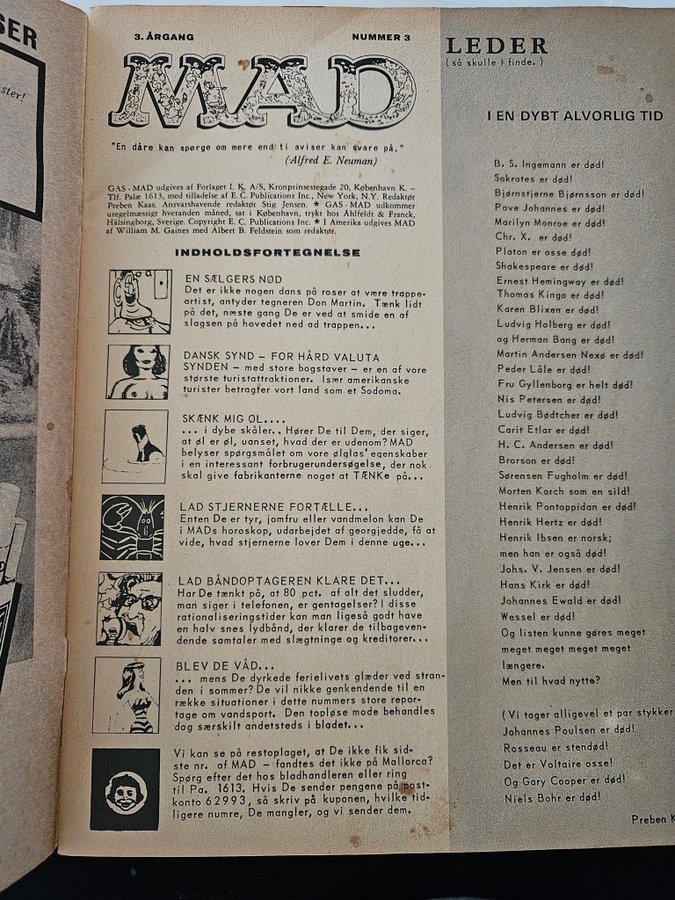 SER
ster!
3. ÅRGANG NUMMER 3
MAD
"En dåre kan spørge om mere end ti aviser kan svare på."
(Alfred E. Neuman)
GAS - MAD udgives af Forlaget I. K. A/S, Kronprinsessegade 20, København K. –
Tlf. Palæ 1613, med tilladelse af E. C. Publications Inc., New York, N.Y. Redaktør
Preben Kaas. Ansvarshavende redaktør Stig Jensen. ★ GAS - MAD udkommer
uregelmæssigt hveranden måned, sat i København, trykt hos Åhlfeldt & Franck,
Hälsingborg, Sverige. Copyright E. C. Publications Inc. ★ I Amerika udgives MAD
af William M. Gaines med Albert B. Feldstein som redaktør.
INDHOLDSFORTEGNELSE
EN SÆLGERS NØD
Det er ikke nogen dans på roser at være trappe-
artist, antyder tegneren Don Martin. Tænk lidt
på det, næste gang De er ved at smide en af
slagsen på hovedet ned ad trappen...
DANSK SYND – FOR HÅRD VALUTA
SYNDEN – med store bogstaver – er en af vore
største turistattraktioner. Især amerikanske
turister betragter vort land som et Sodoma.
SKÆNK MIG ØL....
... i dybe skåler.. Hører De til Dem, der siger,
at øl er øl, uanset, hvad der er udenom? MAD
belyser spørgsmålet om vore ølglas' egenskaber
i en interessant forbrugerundersøgelse, der nok
skal give fabrikanterne noget at TÆNKe på...
LAD STJERNERNE FORTÆLLE...
Enten De er tyr, jomfru eller vandmelon kan De
i MADs horoskop, udarbejdet af georgjedde, få at
vide, hvad stjernerne lover Dem i denne uge...
LAD BÅNDOPTAGEREN KLARE DET...
Har De tænkt på, at 80 pct. af alt det sludder,
man siger i telefonen, er gentagelser? I disse
rationaliseringstider kan man ligeså godt have
en halv snes lydbånd, der klarer de tilbageven-
dende samtaler med slægtninge og kreditorer...
BLEV DE VÅD...
... mens De dyrkede ferielivets glæder ved stran-
den i sommer? De vil nikke genkendende til en
række situationer i dette nummers store repor-
tage om vandsport. Den topløse mode behandles
dog særskilt andetsteds i bladet...
Vi kan se på restoplaget, at De ikke fik sid-
ste nr. af MAD – fandtes det ikke på Mallorca?
Spørg efter det hos bladhandleren eller ring
til Pa. 1613. Hvis De sender pengene på post-
konto 62993, så skriv på kuponen, hvilke tid-
ligere numre, De mangler, og vi sender dem.
LEDER
(så skulle I finde.)
I EN DYBT ALVORLIG TID
B. S. Ingemann er død!
Sokrates er død!
Bjørnstjerne Bjørnsson er død!
Pave Johannes er død!
Marilyn Monroe er død!
Chr. X. er død!
Platon er osse død!
Shakespeare er død!
Ernest Hemingway er død!
Thomas Kingo er død!
Karen Blixen er død!
Ludvig Holberg er død!
og Herman Bang er død!
Martin Andersen Nexø er død!
Peder Låle er død!
Fru Gyllenborg er helt død!
Nis Petersen er død!
Ludvig Bødtcher er død!
Carit Etlar er død!
H. C. Andersen er død!
Brorson er død!
Sørensen Fugholm er død!
Morten Korch som en sild!
Henrik Pontoppidan er død!
Henrik Hertz er død!
Henrik Ibsen er norsk;
men han er også død!
Johs. V. Jensen er død!
Hans Kirk er død!
Johannes Ewald er død!
Wessel er død!
Og listen kunne gøres meget
meget meget meget meget
længere.
Men til hvad nytte?
(Vi tager alligevel et par stykker
Johannes Poulsen er død!
Rosseau er stendød!
Det er Voltaire osse!
Og Gary Cooper er død!
Niels Bohr er død!
Preben K